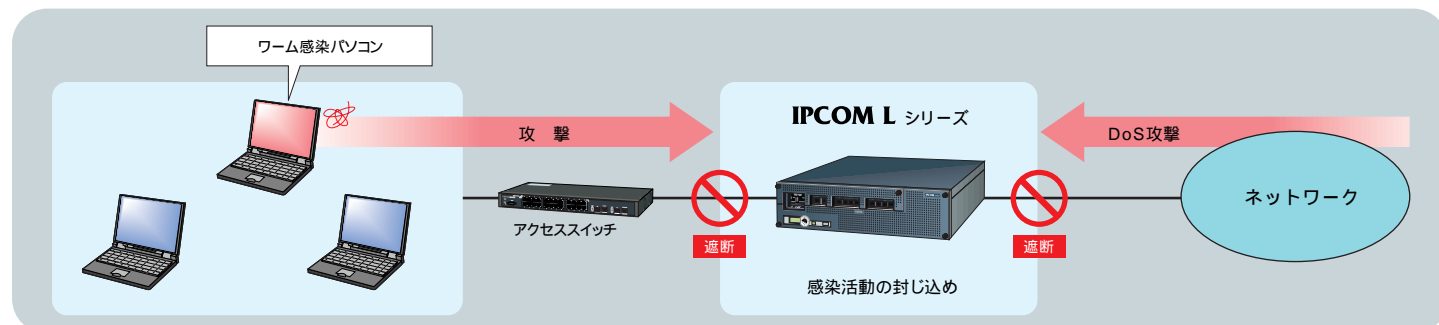 ワーム感染パソコン
攻 撃
アクセススイッチ
遮断
IPCOM L シリーズ
感染活動の封じ込め
遮断
DoS攻撃
ネットワーク